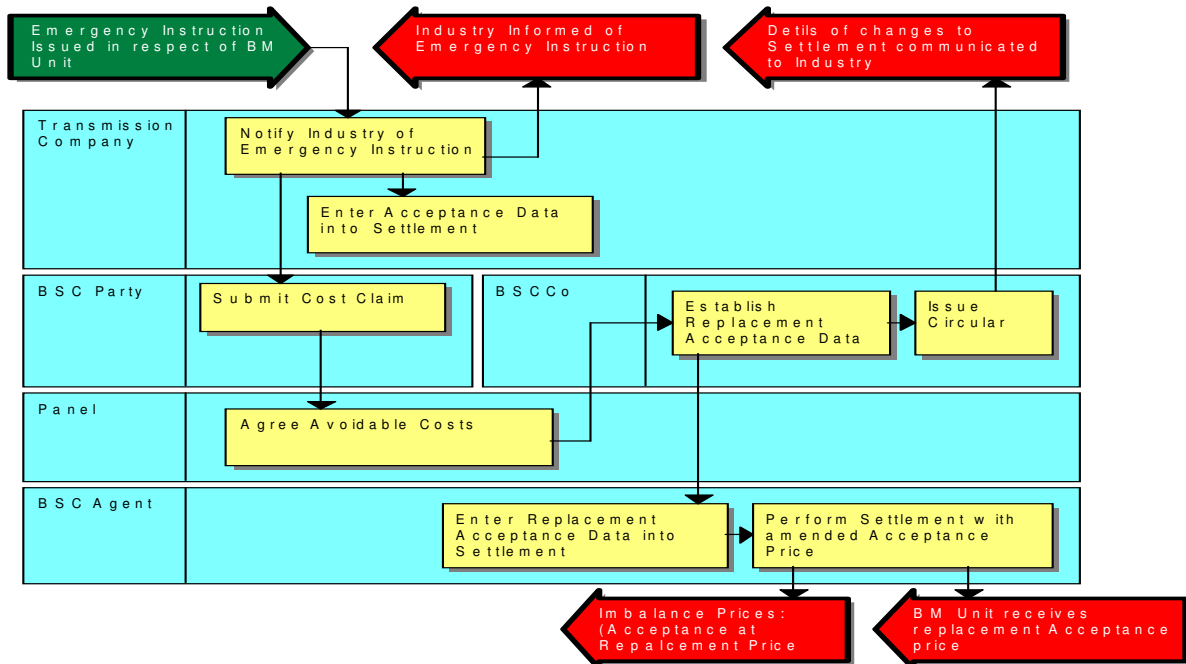 Emergency Instruction
Issued in respect of BM
Unit
Industry Informed of
Emergency Instruction
Detils of changes to
Settlement communicated
to Industry
Transmission
Company
Notify Industry of
Emergency Instruction
Enter Acceptance Data
into Settlement
BSC Party
Submit Cost Claim
BSCCo
Establish
Replacement
Acceptance Data
Issue
Circular
Panel
Agree Avoidable Costs
BSC Agent
Enter Replacement
Acceptance Data into
Settlement
Perform Settlement with
amended Acceptance
Price
Imbalance Prices:
(Acceptance at
Repalcement Price
BM Unit receives
replacement Acceptance
price